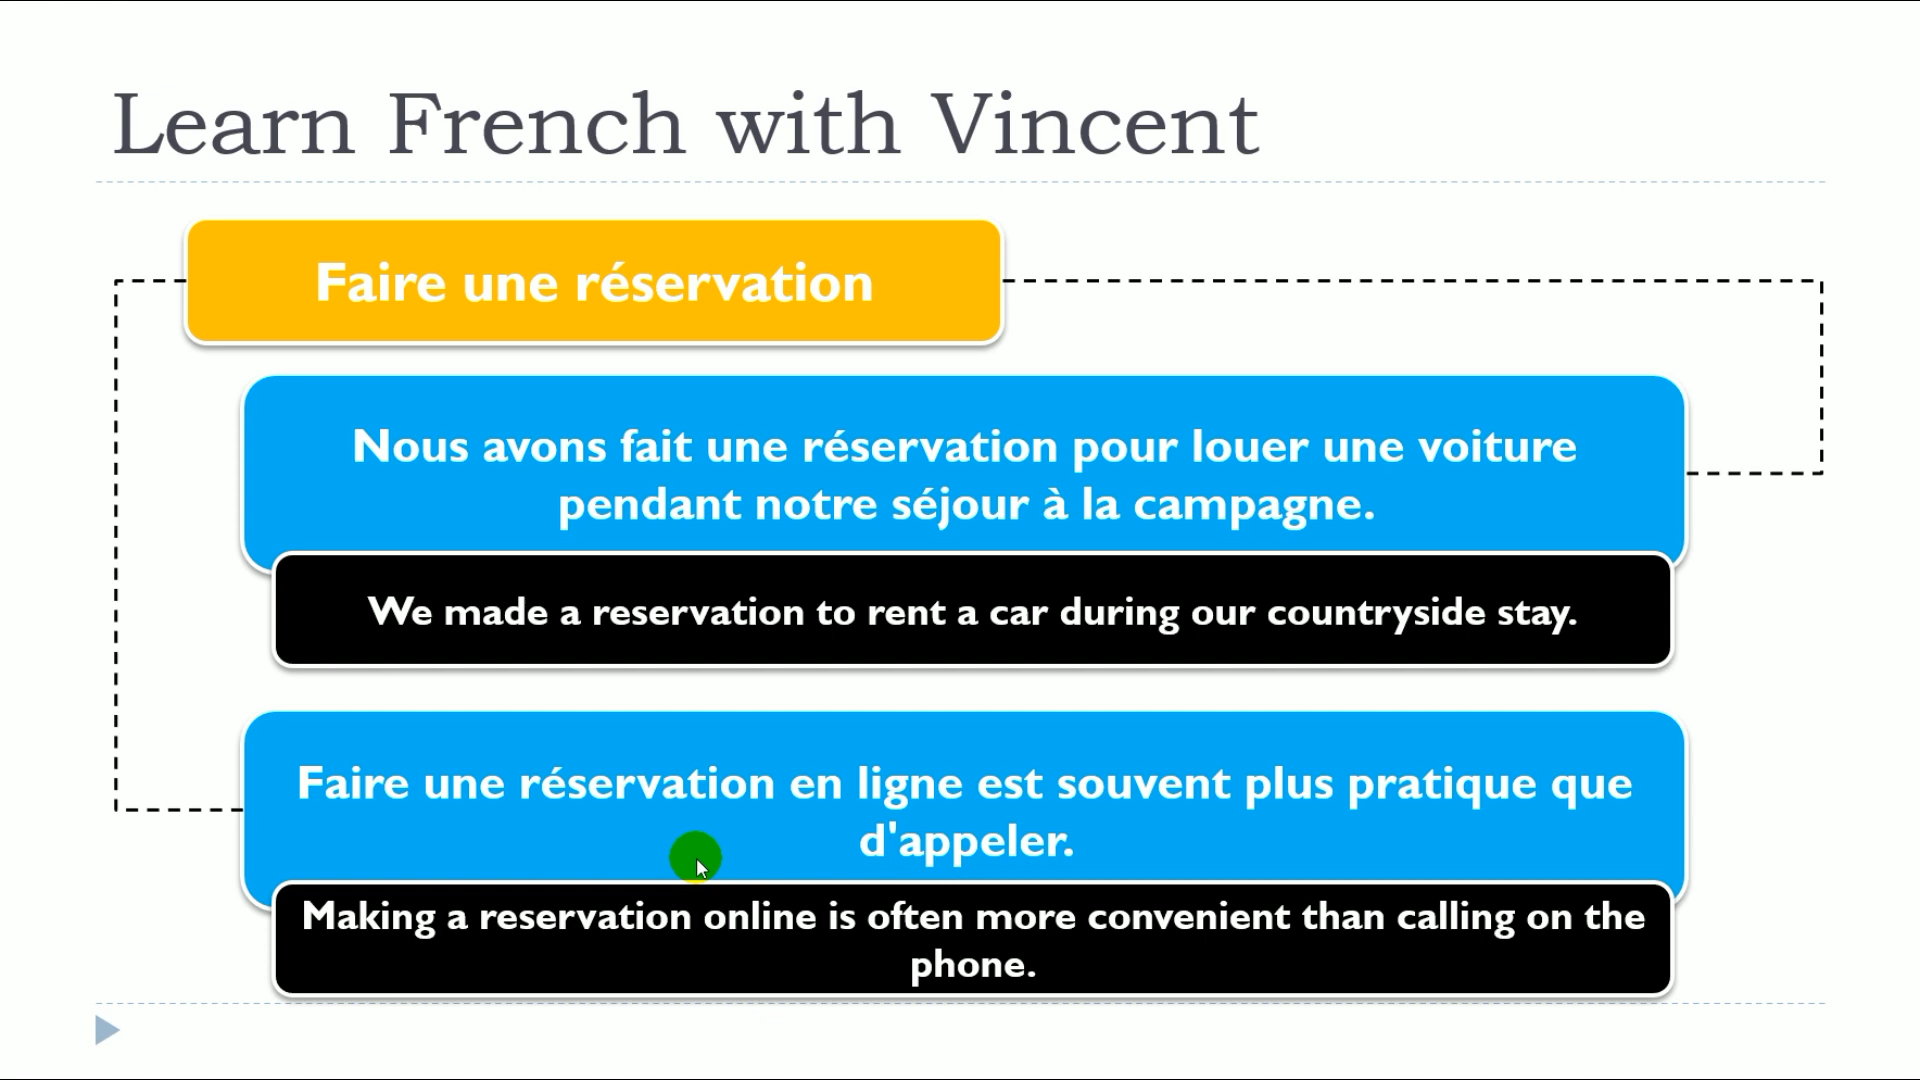 Learn French with Vincent
Faire une réservation
Nous avons fait une réservation pour louer une voiture
pendant notre séjour à la campagne.
We made a reservation to rent a car during our countryside stay.
Faire une réservation en ligne est souvent plus pratique que
d'appeler.
Making a reservation online is often more convenient than calling on the
phone.